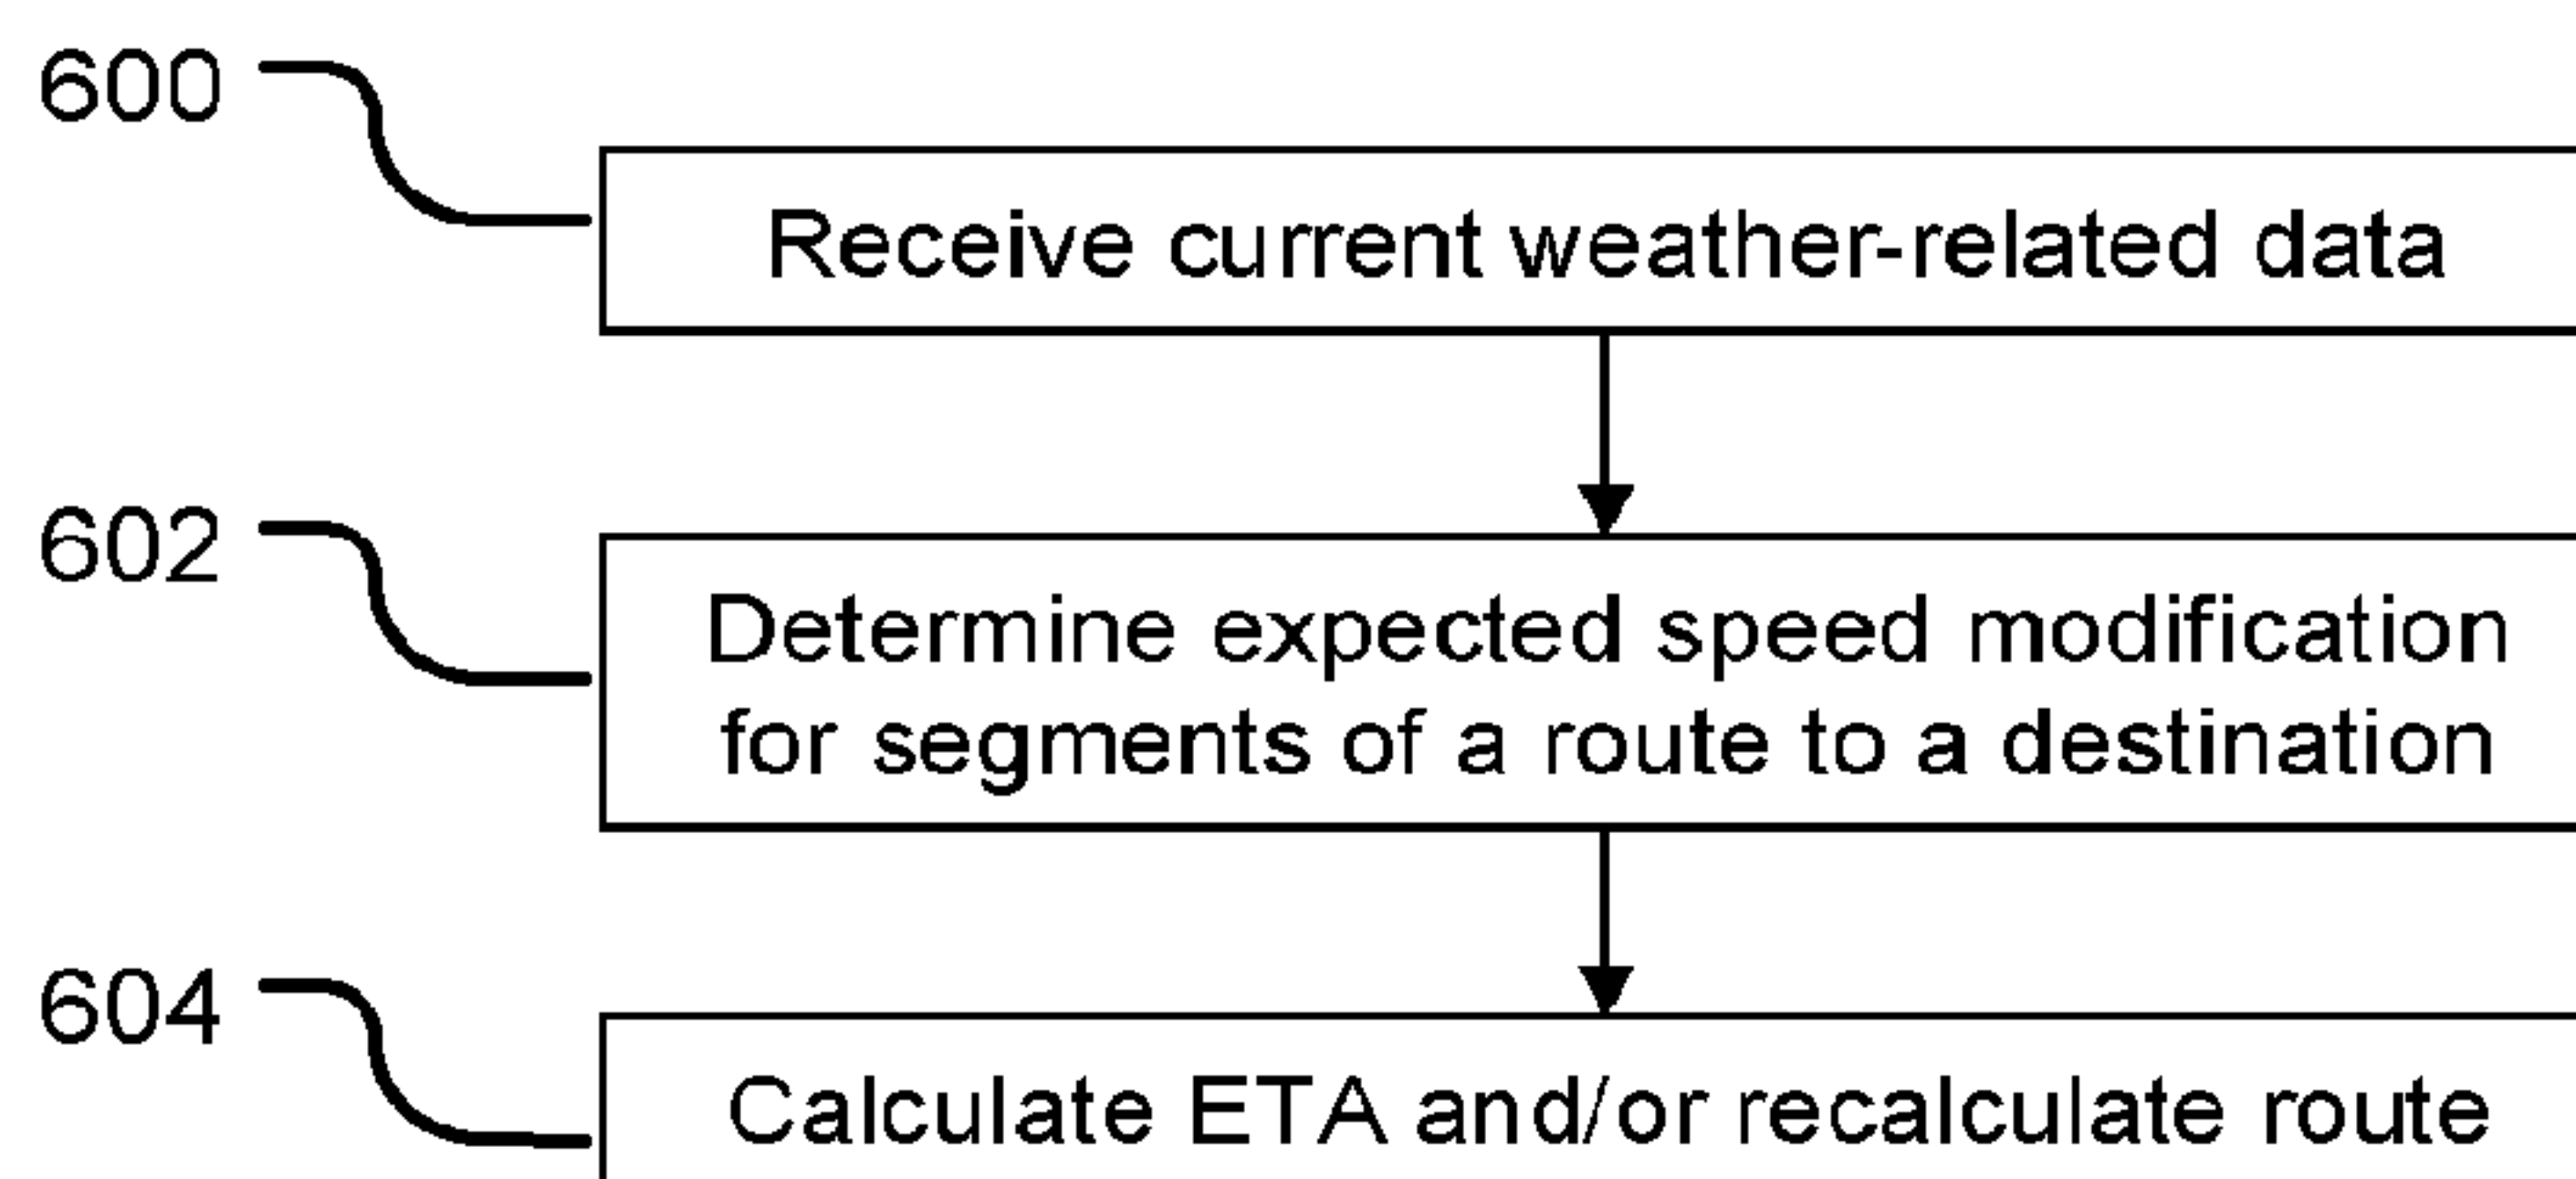 600
Receive current weather-related data
602
Determine expected speed modification
for segments of a route to a destination
604
Calculate ETA and/or recalculate route